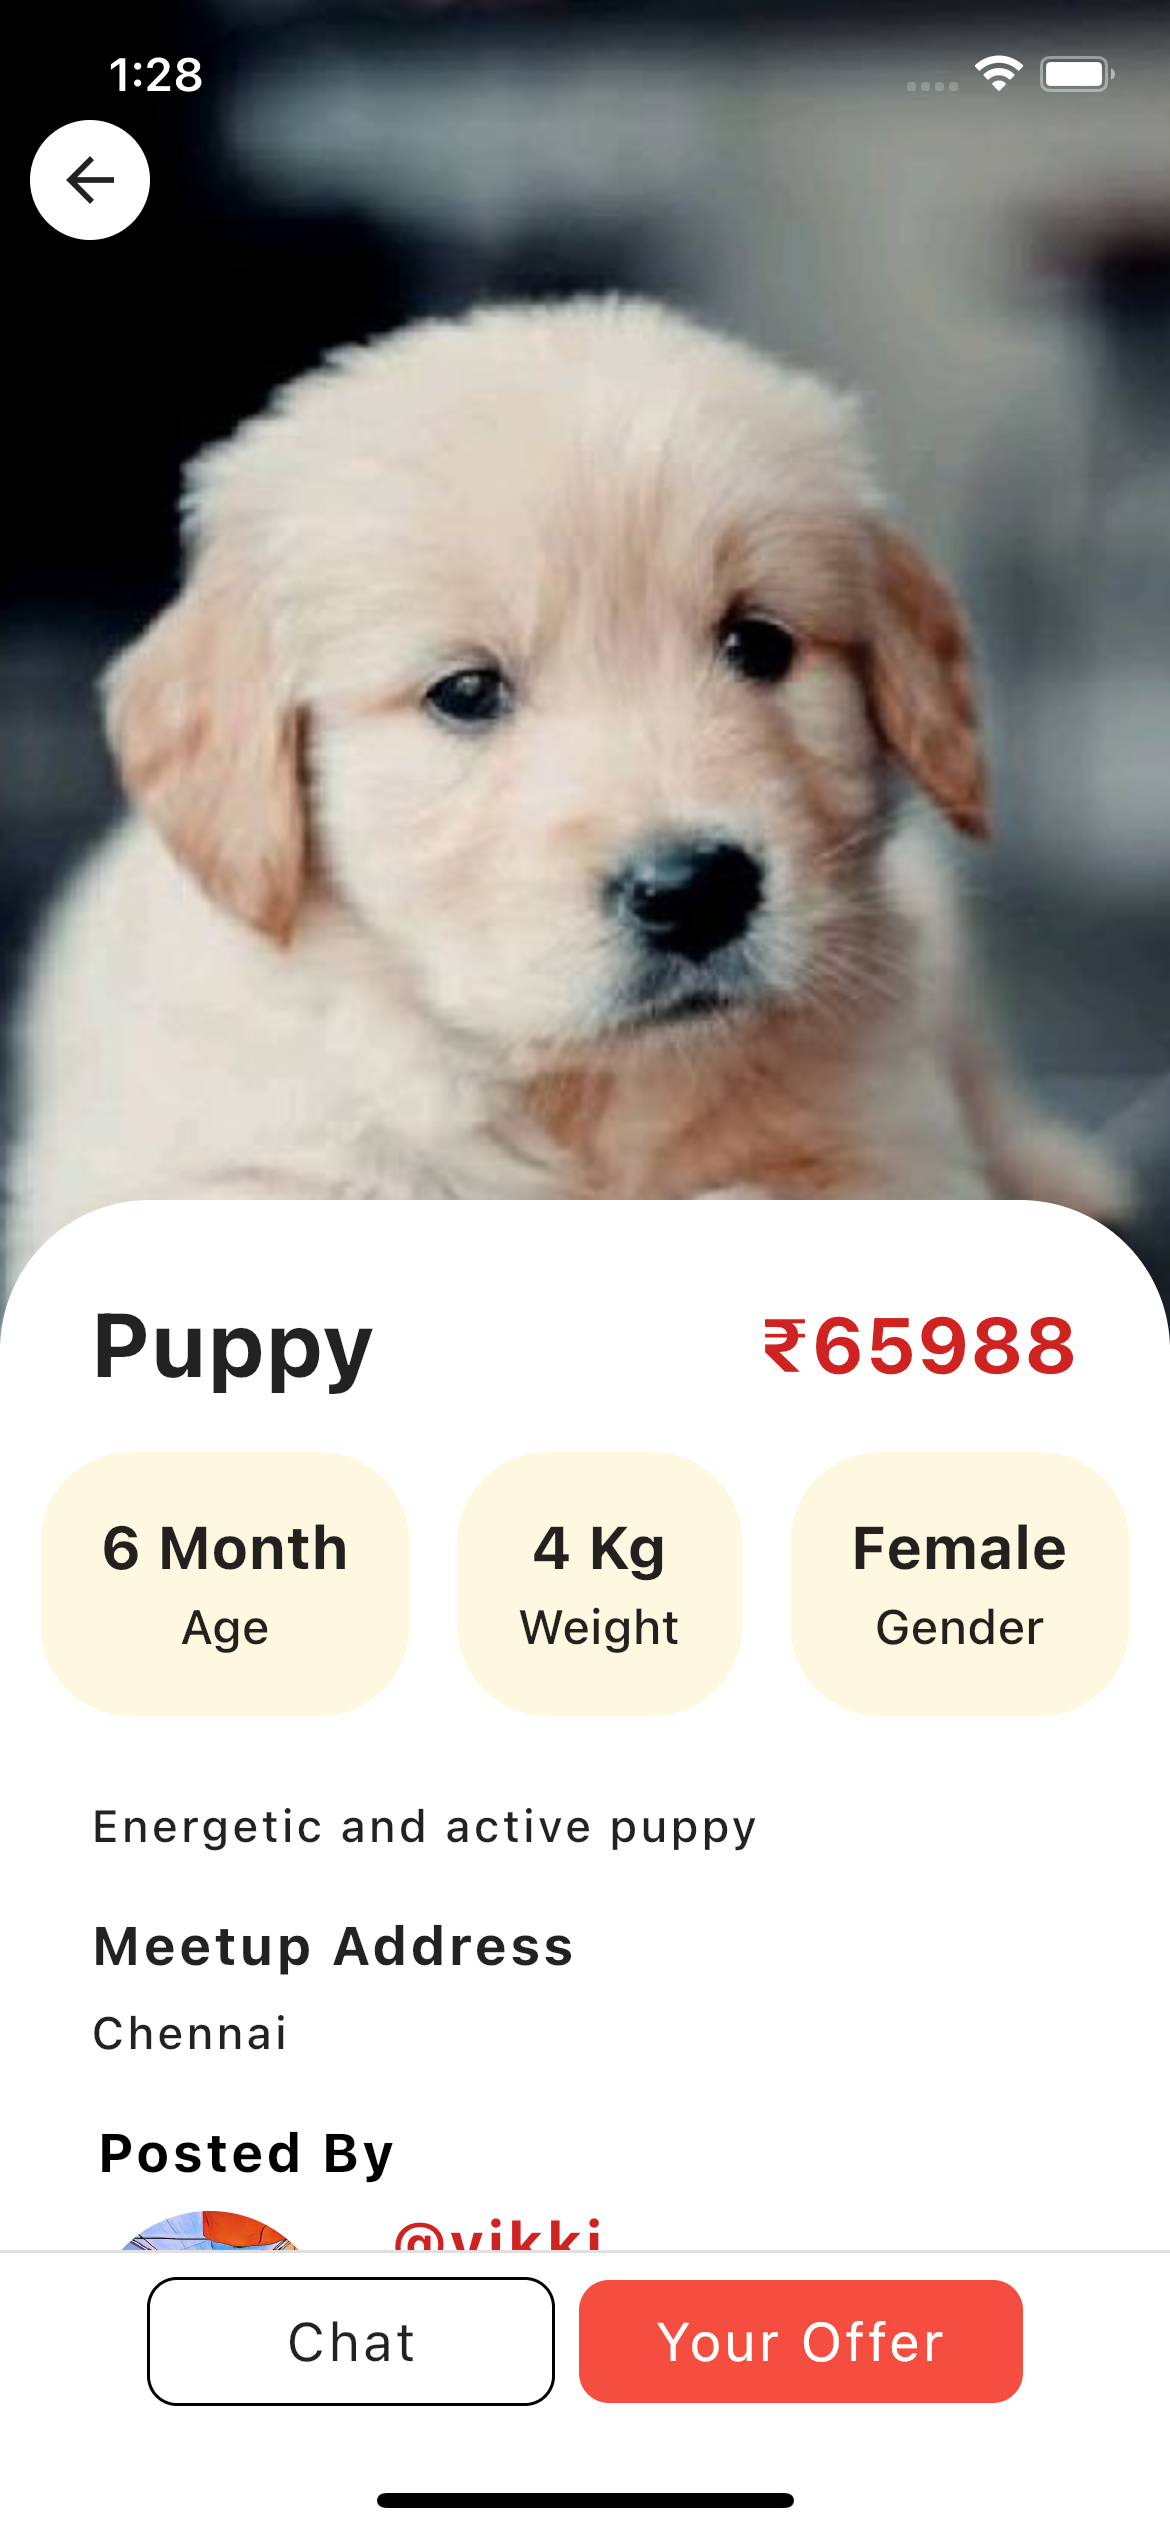 1:28
Puppy ₹65988
6 Month 4 Kg Female
Age Weight Gender
Energetic and active puppy
Meetup Address
Chennai
Posted By
@vikki
Chat Your Offer